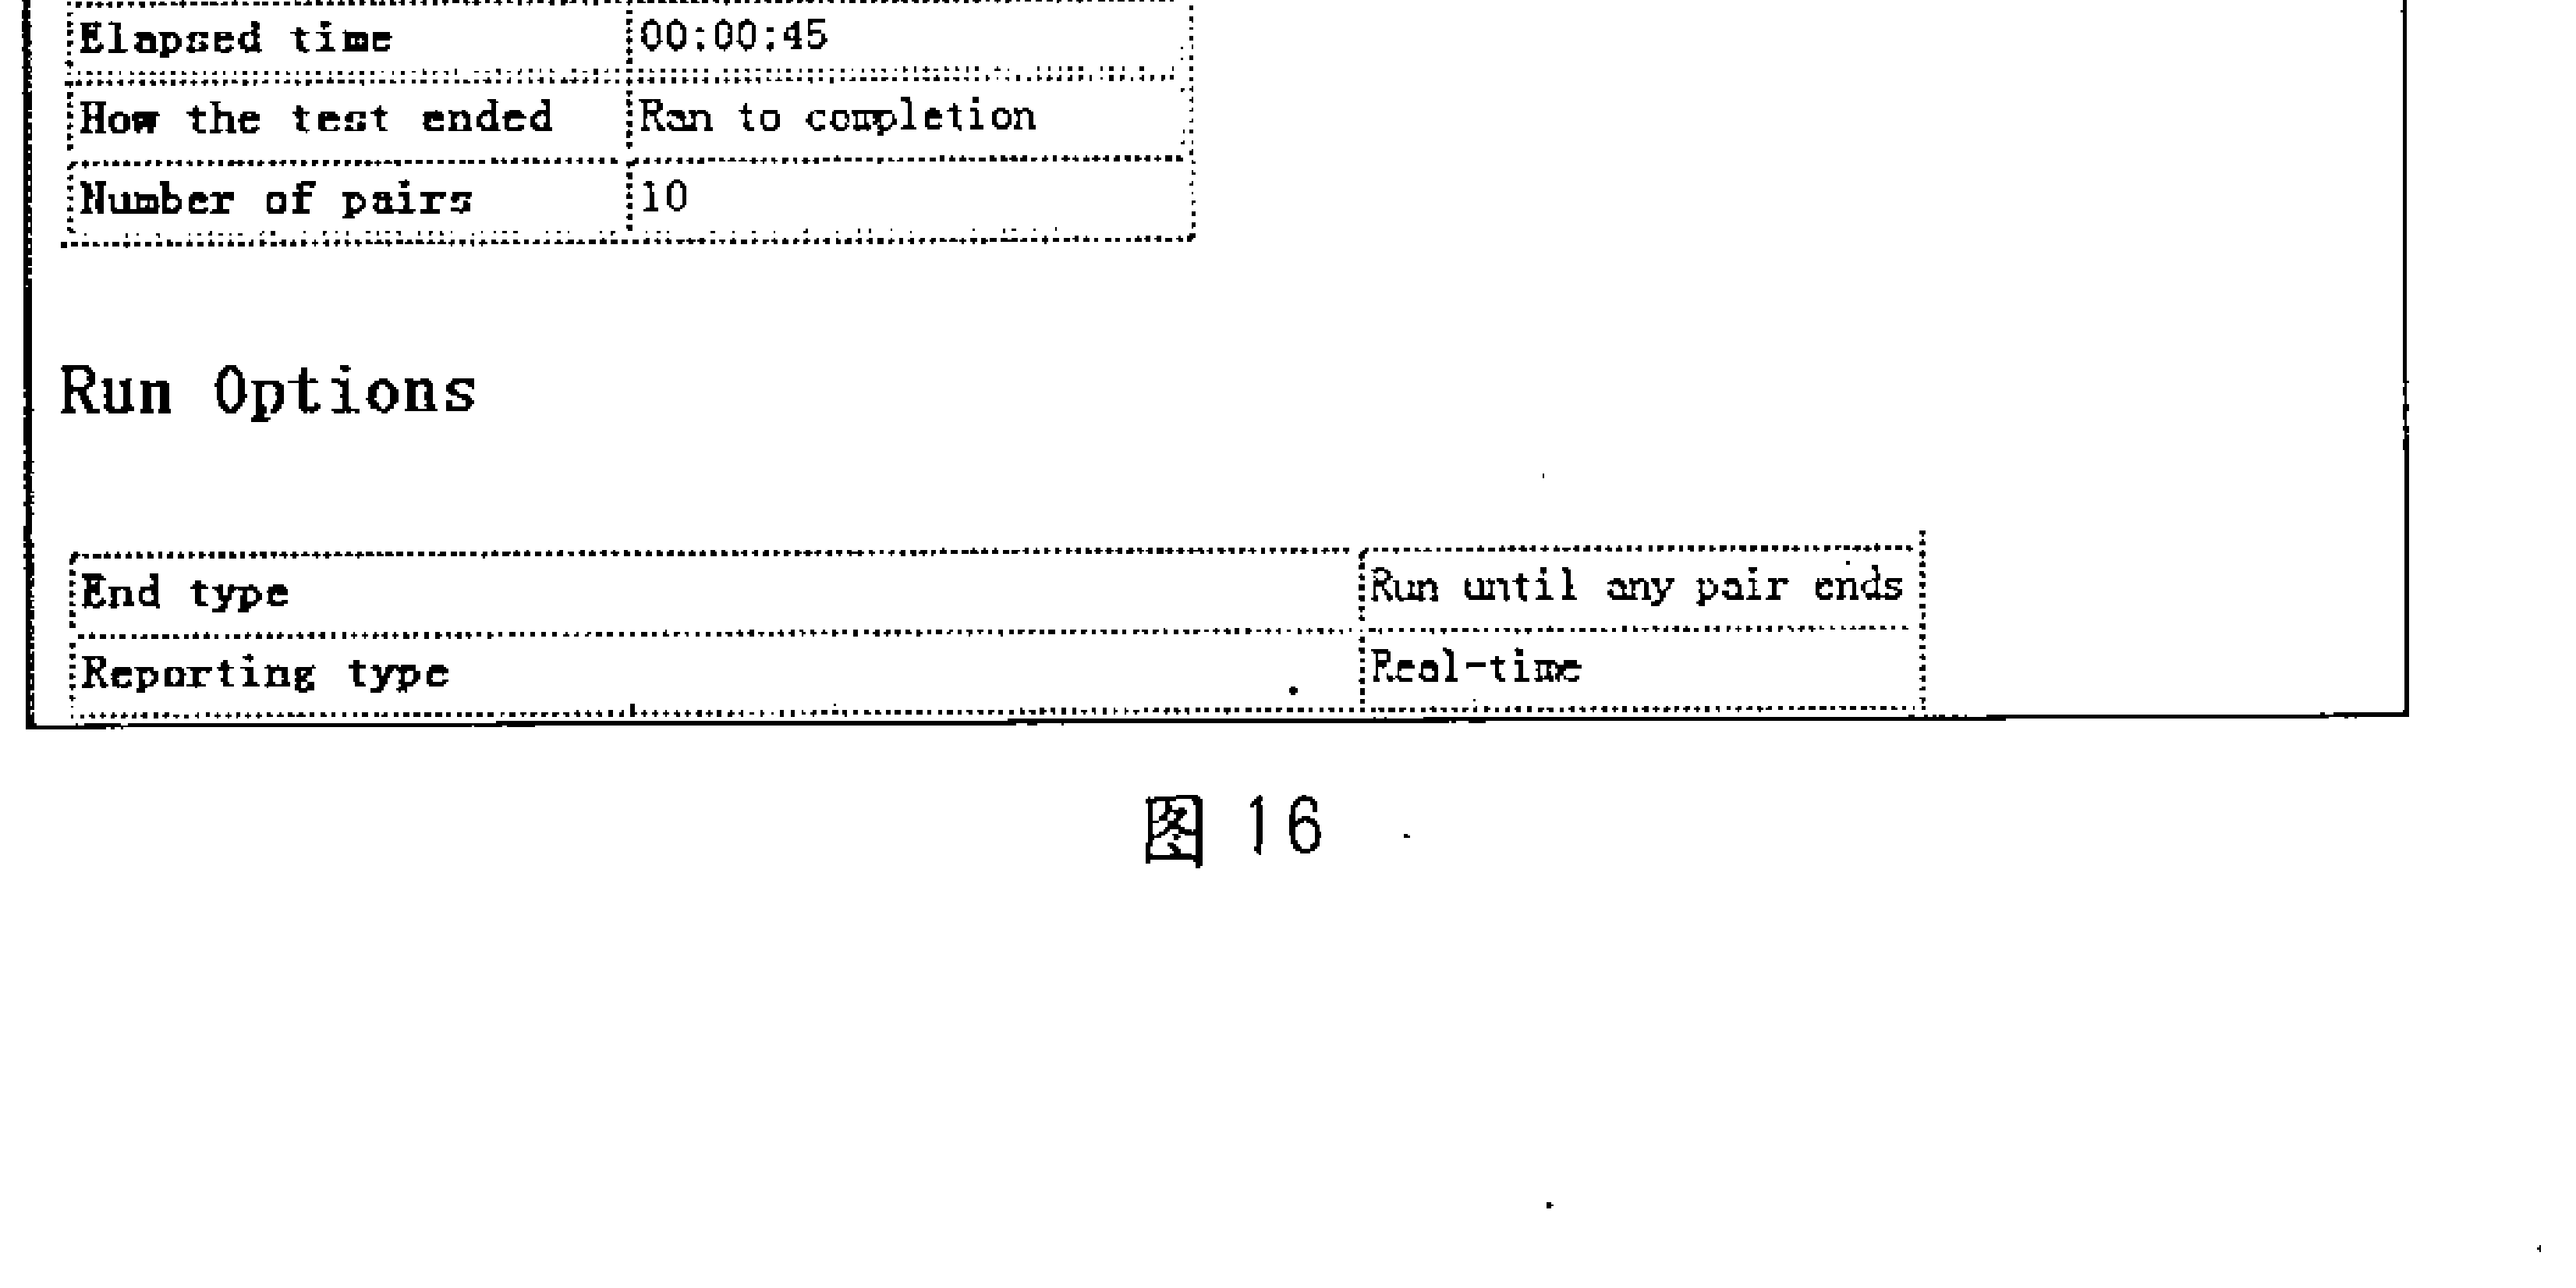 Elapsed time 00:00:45
How the test ended Ran to completion
Number of pairs 10
Run Options
End type Run until any pair ends
Reporting type Real-time
图 16